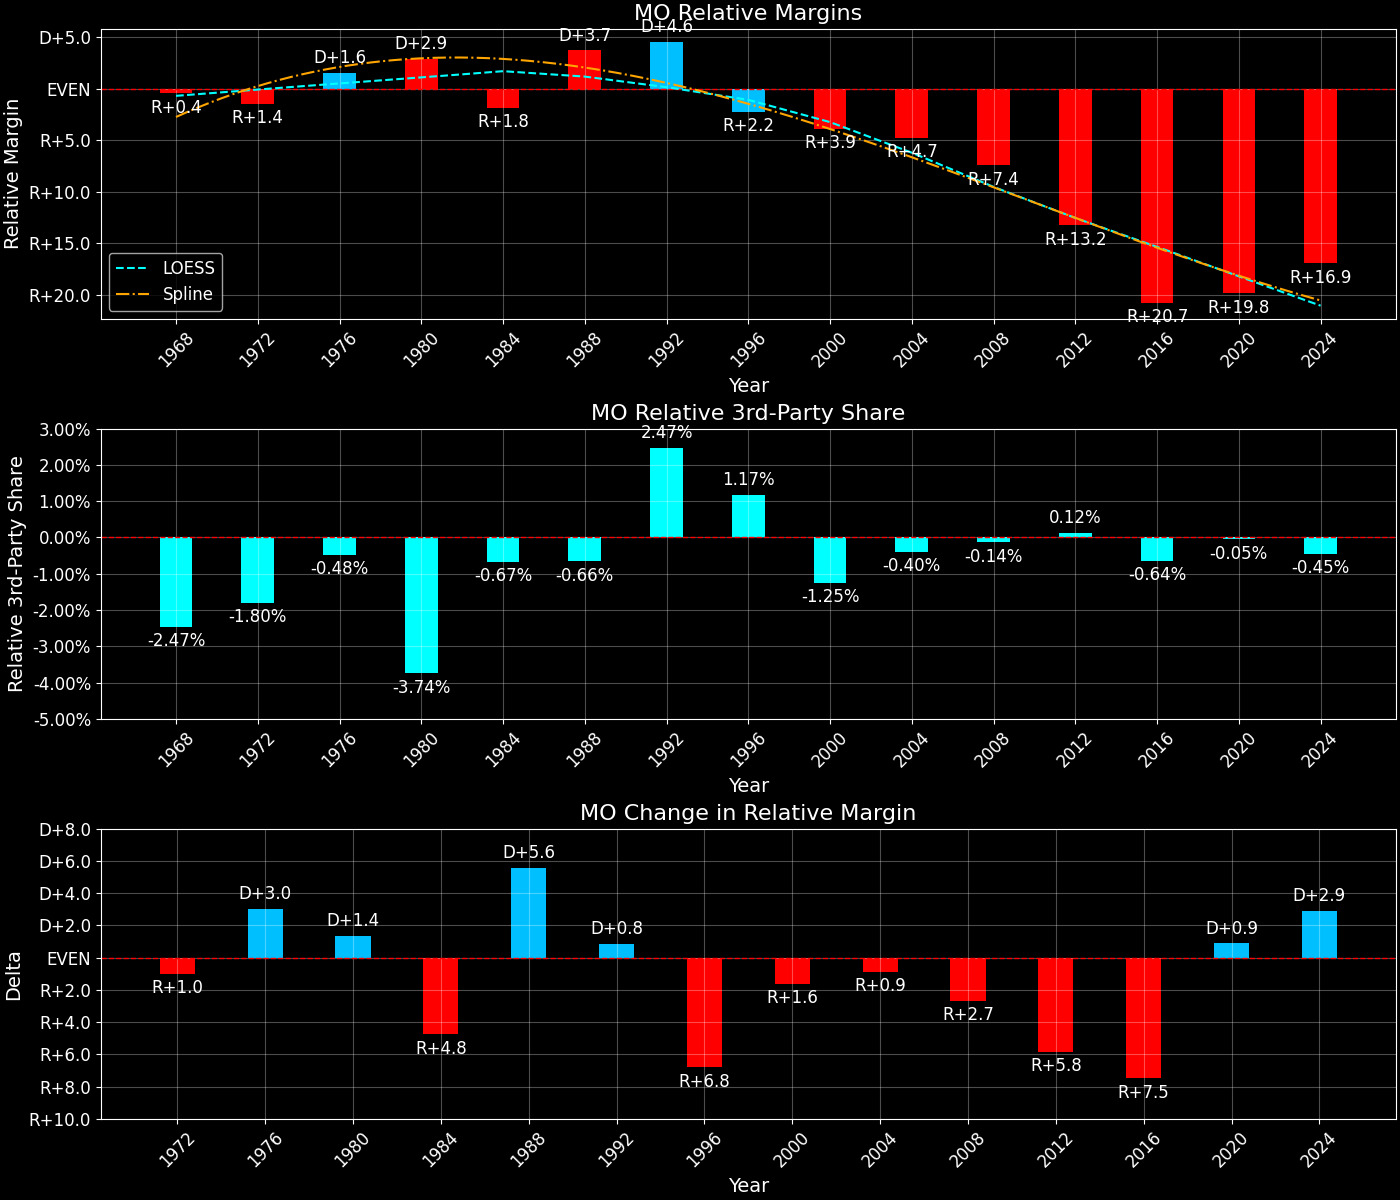 MO Relative Margins
Relative Margin
D+5.0
EVEN
R+5.0
R+10.0
R+15.0
R+20.0
R+0.4
R+1.4
D+1.6
D+2.9
R+1.8
D+3.7
D+4.6
R+2.2
R+3.9
R+4.7
R+7.4
R+13.2
R+20.7
R+19.8
R+16.9
LOESS
Spline
1968
1972
1976
1980
1984
1988
1992
1996
2000
2004
2008
2012
2016
2020
2024
Year
MO Relative 3rd-Party Share
Relative 3rd-Party Share
3.00%
2.00%
1.00%
0.00%
-1.00%
-2.00%
-3.00%
-4.00%
-5.00%
-2.47%
-1.80%
-0.48%
-3.74%
-0.67%
-0.66%
2.47%
1.17%
-1.25%
-0.40%
-0.14%
0.12%
-0.64%
-0.05%
-0.45%
1968
1972
1976
1980
1984
1988
1992
1996
2000
2004
2008
2012
2016
2020
2024
Year
MO Change in Relative Margin
Delta
D+8.0
D+6.0
D+4.0
D+2.0
EVEN
R+2.0
R+4.0
R+6.0
R+8.0
R+10.0
R+1.0
D+3.0
D+1.4
R+4.8
D+5.6
D+0.8
R+6.8
R+1.6
R+0.9
R+2.7
R+5.8
R+7.5
D+0.9
D+2.9
1972
1976
1980
1984
1988
1992
1996
2000
2004
2008
2012
2016
2020
2024
Year